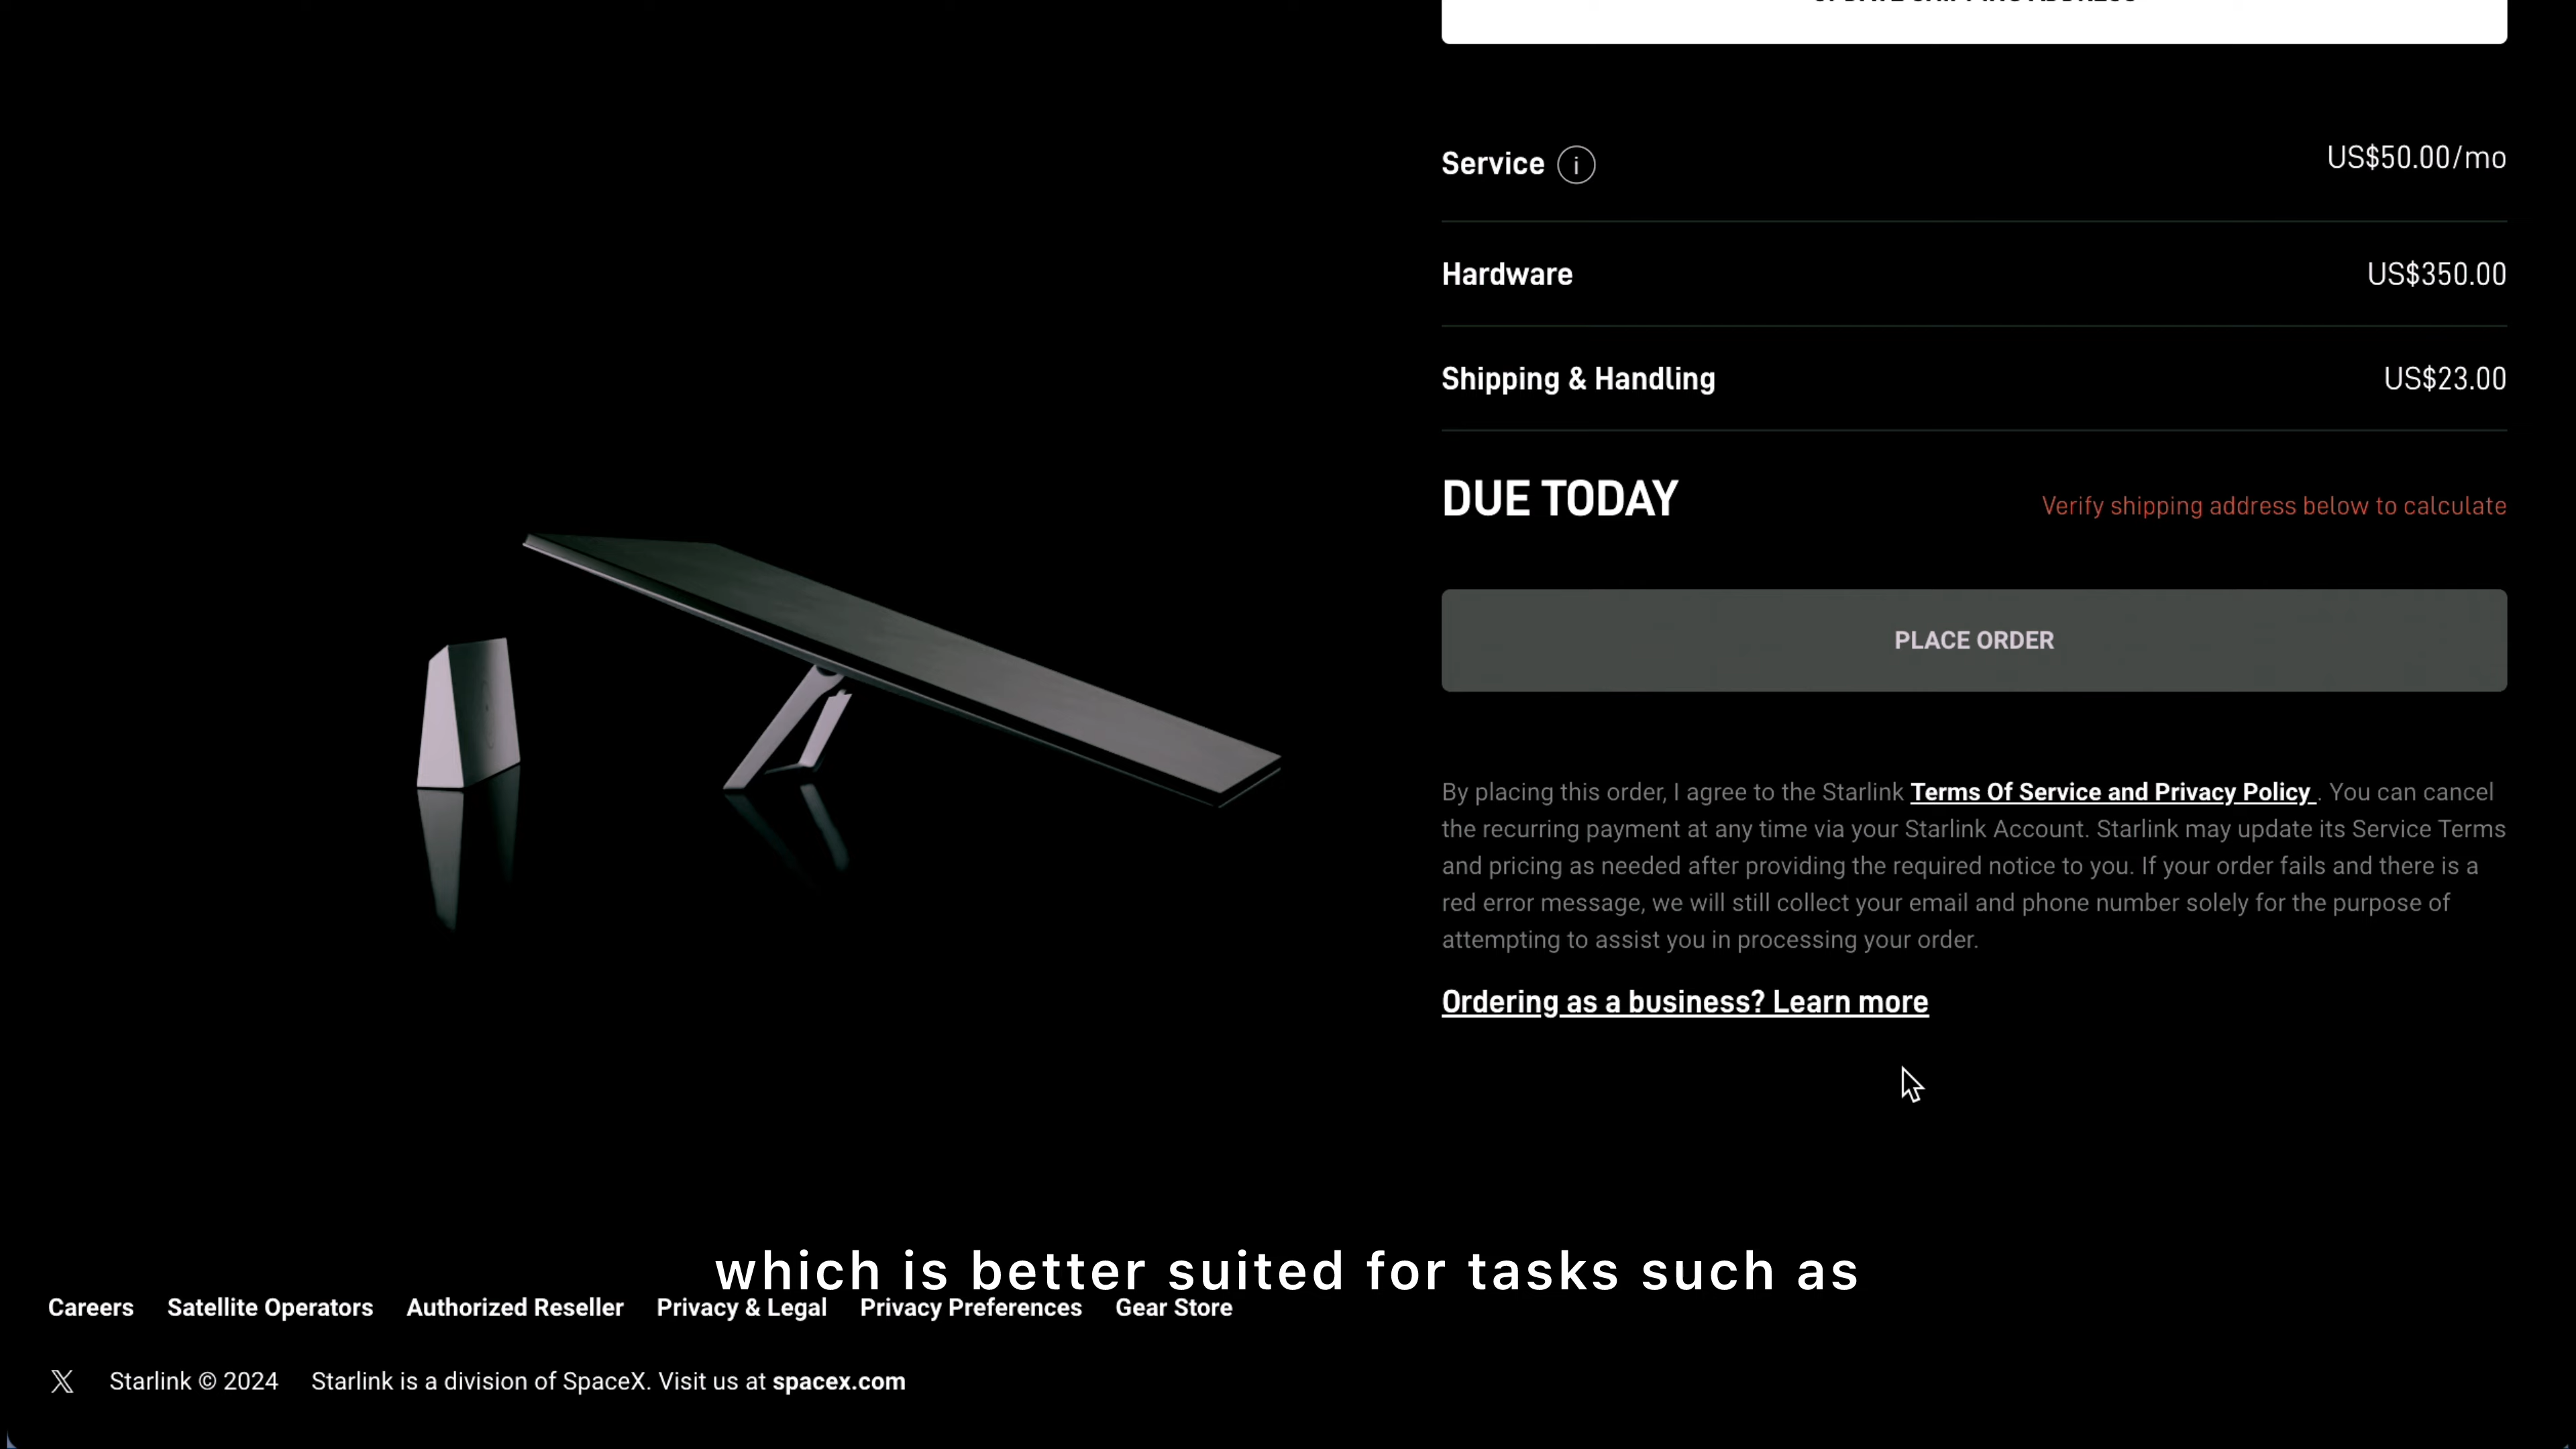 UPDATE SHIPPING ADDRESS
Service US$50.00/mo
Hardware US$350.00
Shipping & Handling US$23.00
DUE TODAY Verify shipping address below to calculate
PLACE ORDER
By placing this order, I agree to the Starlink Terms Of Service and Privacy Policy . You can cancel
the recurring payment at any time via your Starlink Account. Starlink may update its Service Terms
and pricing as needed after providing the required notice to you. If your order fails and there is a
red error message, we will still collect your email and phone number solely for the purpose of
attempting to assist you in processing your order.
Ordering as a business? Learn more
which is better suited for tasks such as
Careers Satellite Operators Authorized Reseller Privacy & Legal Privacy Preferences Gear Store
X Starlink © 2024 Starlink is a division of SpaceX. Visit us at spacex.com